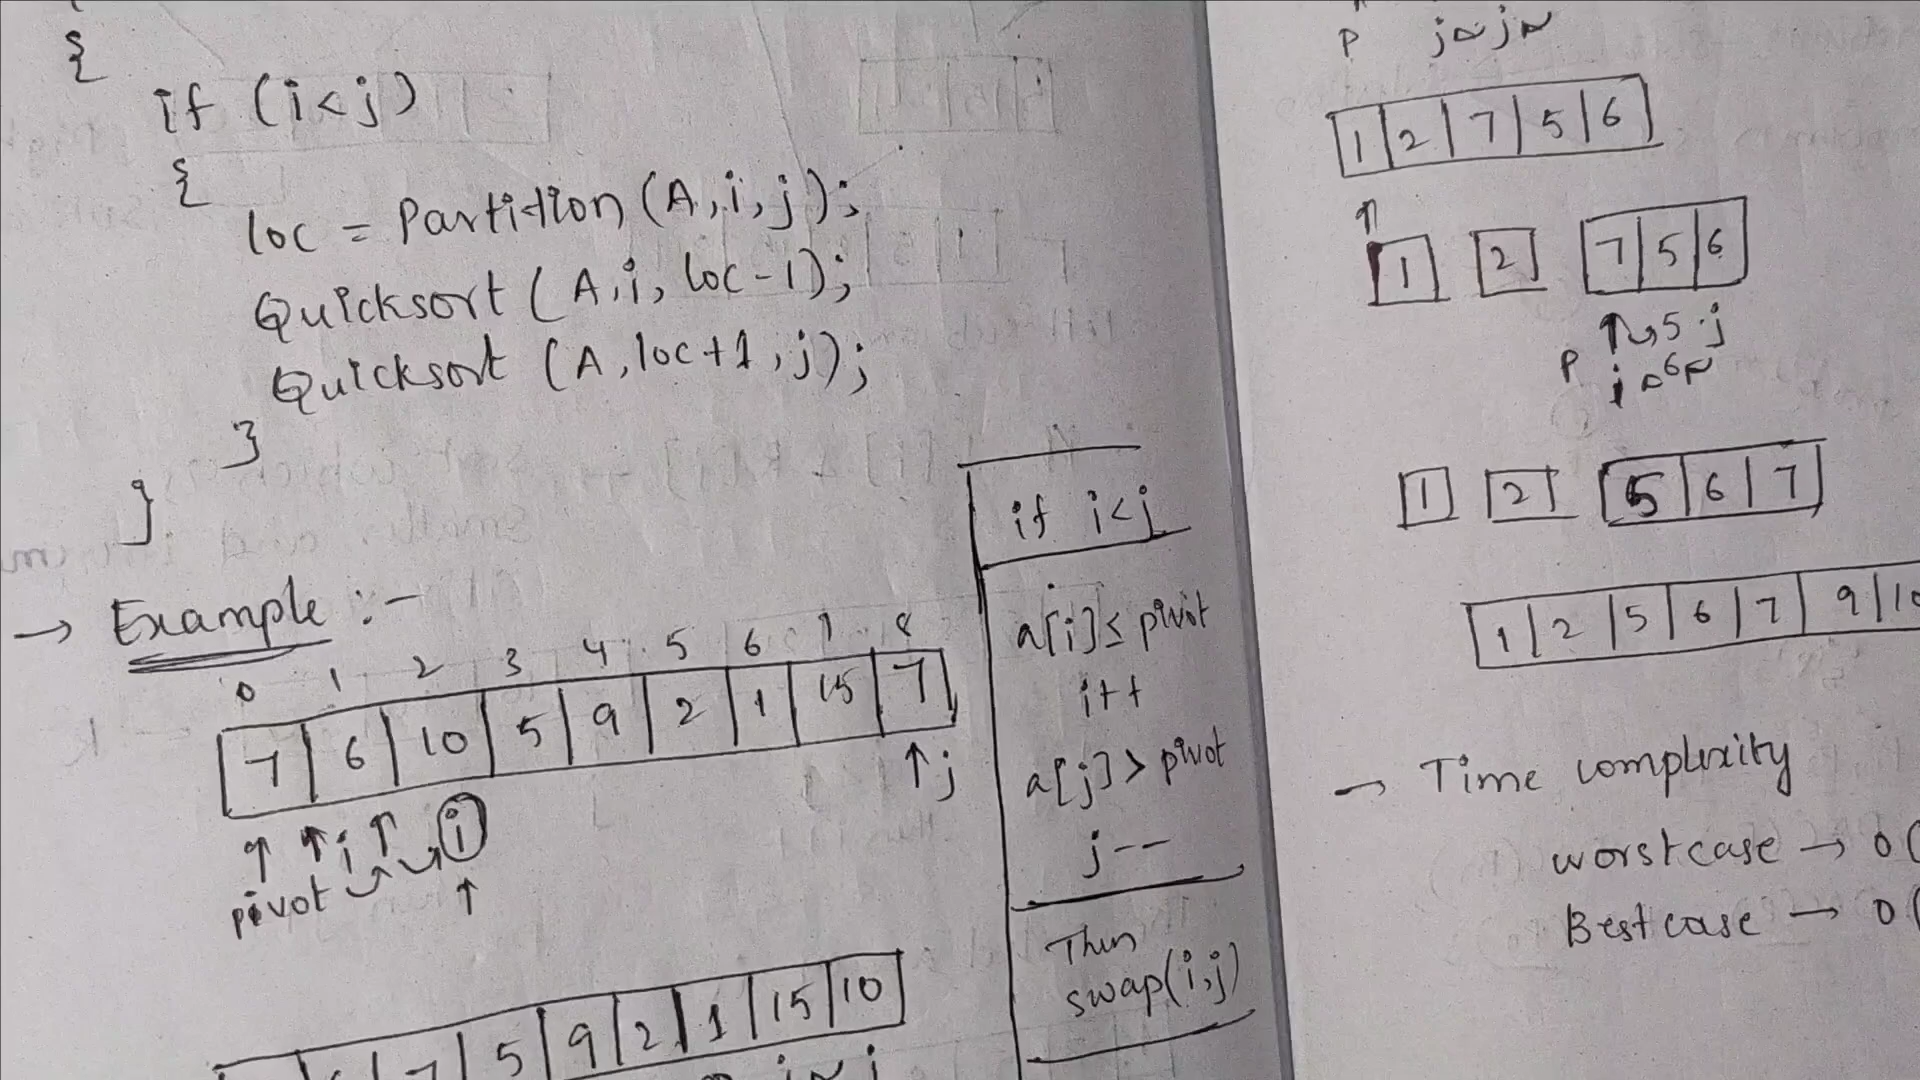 {
if (i<j)
{
loc = Partition (A,i,j);
Quicksort (A,i, loc-1);
Quicksort (A,loc+1,j);
}
}
→ Example :-
0 1 2 3 4 5 6 7 8
7 6 10 5 9 2 1 15 7
↑ ↑ i ↑ i ↑ j
pivot ↑
5 9 2 1 15 10
if i<j
a[i]≤ pivot
i++
a[j]> pivot
j--
Then
swap(i,j)
P j j
1 2 7 5 6
↑
1 2 7 5 6
↑ 5 j
P i 6
1 2 5 6 7
1 2 5 6 7 9 10
→ Time complexity
worstcase → O(
Best case → O(